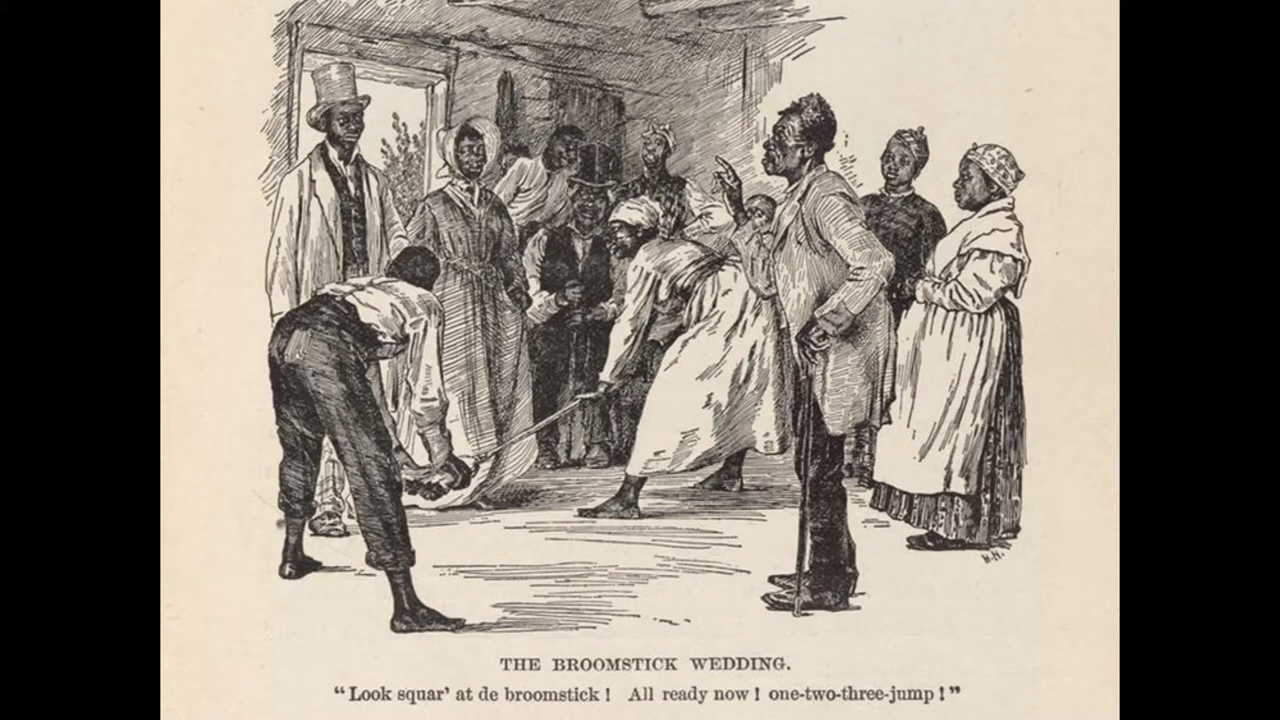 W.N.
THE BROOMSTICK WEDDING.
“Look squar’ at de broomstick! All ready now! one-two-three-jump!”